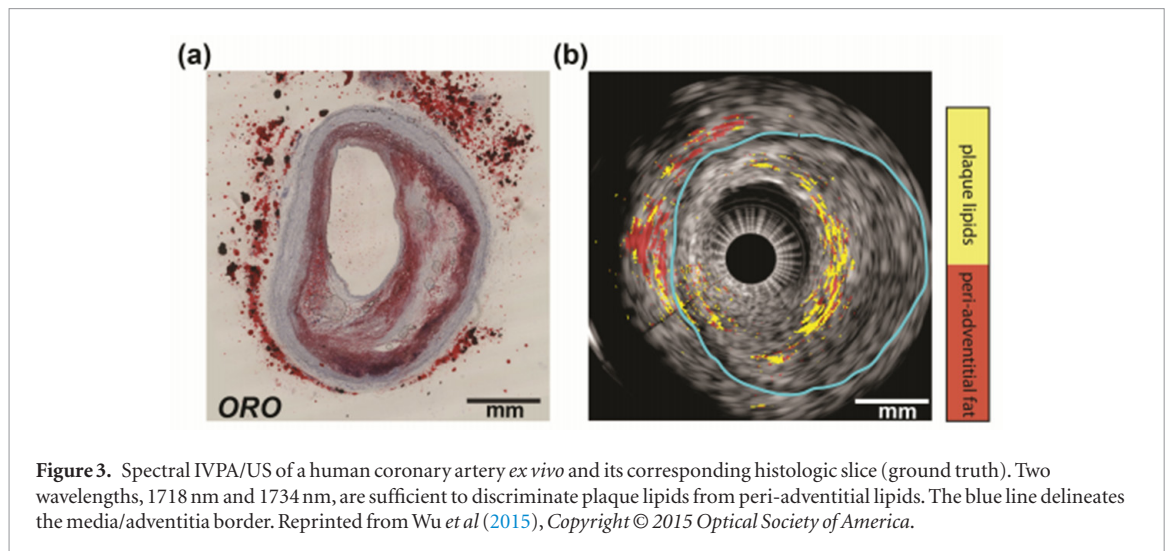 (a)
(b)
ORO
mm
mm
plaque lipids
peri-adventitial fat
Figure 3. Spectral IVPA/US of a human coronary artery ex vivo and its corresponding histologic slice (ground truth). Two
wavelengths, 1718 nm and 1734 nm, are sufficient to discriminate plaque lipids from peri-adventitial lipids. The blue line delineates
the media/adventitia border. Reprinted from Wu et al (2015), Copyright © 2015 Optical Society of America.